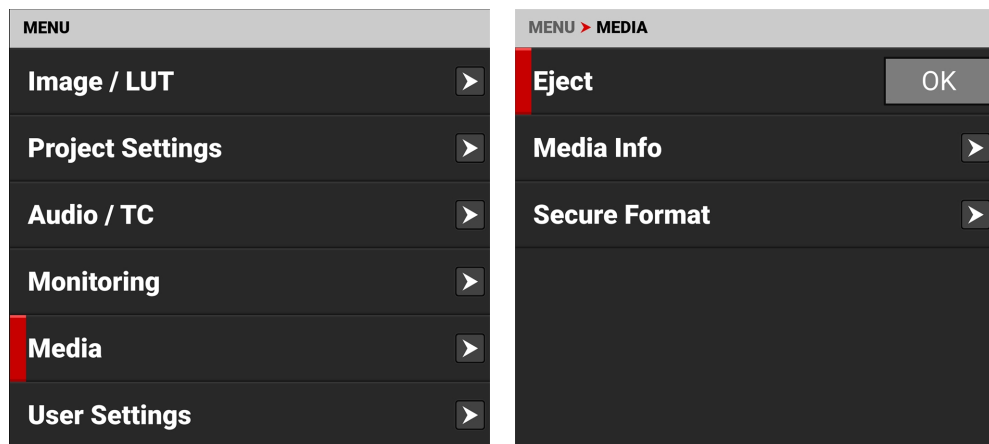 MENU
Image / LUT
Project Settings
Audio / TC
Monitoring
Media
User Settings
MENU ➤ MEDIA
Eject OK
Media Info
Secure Format